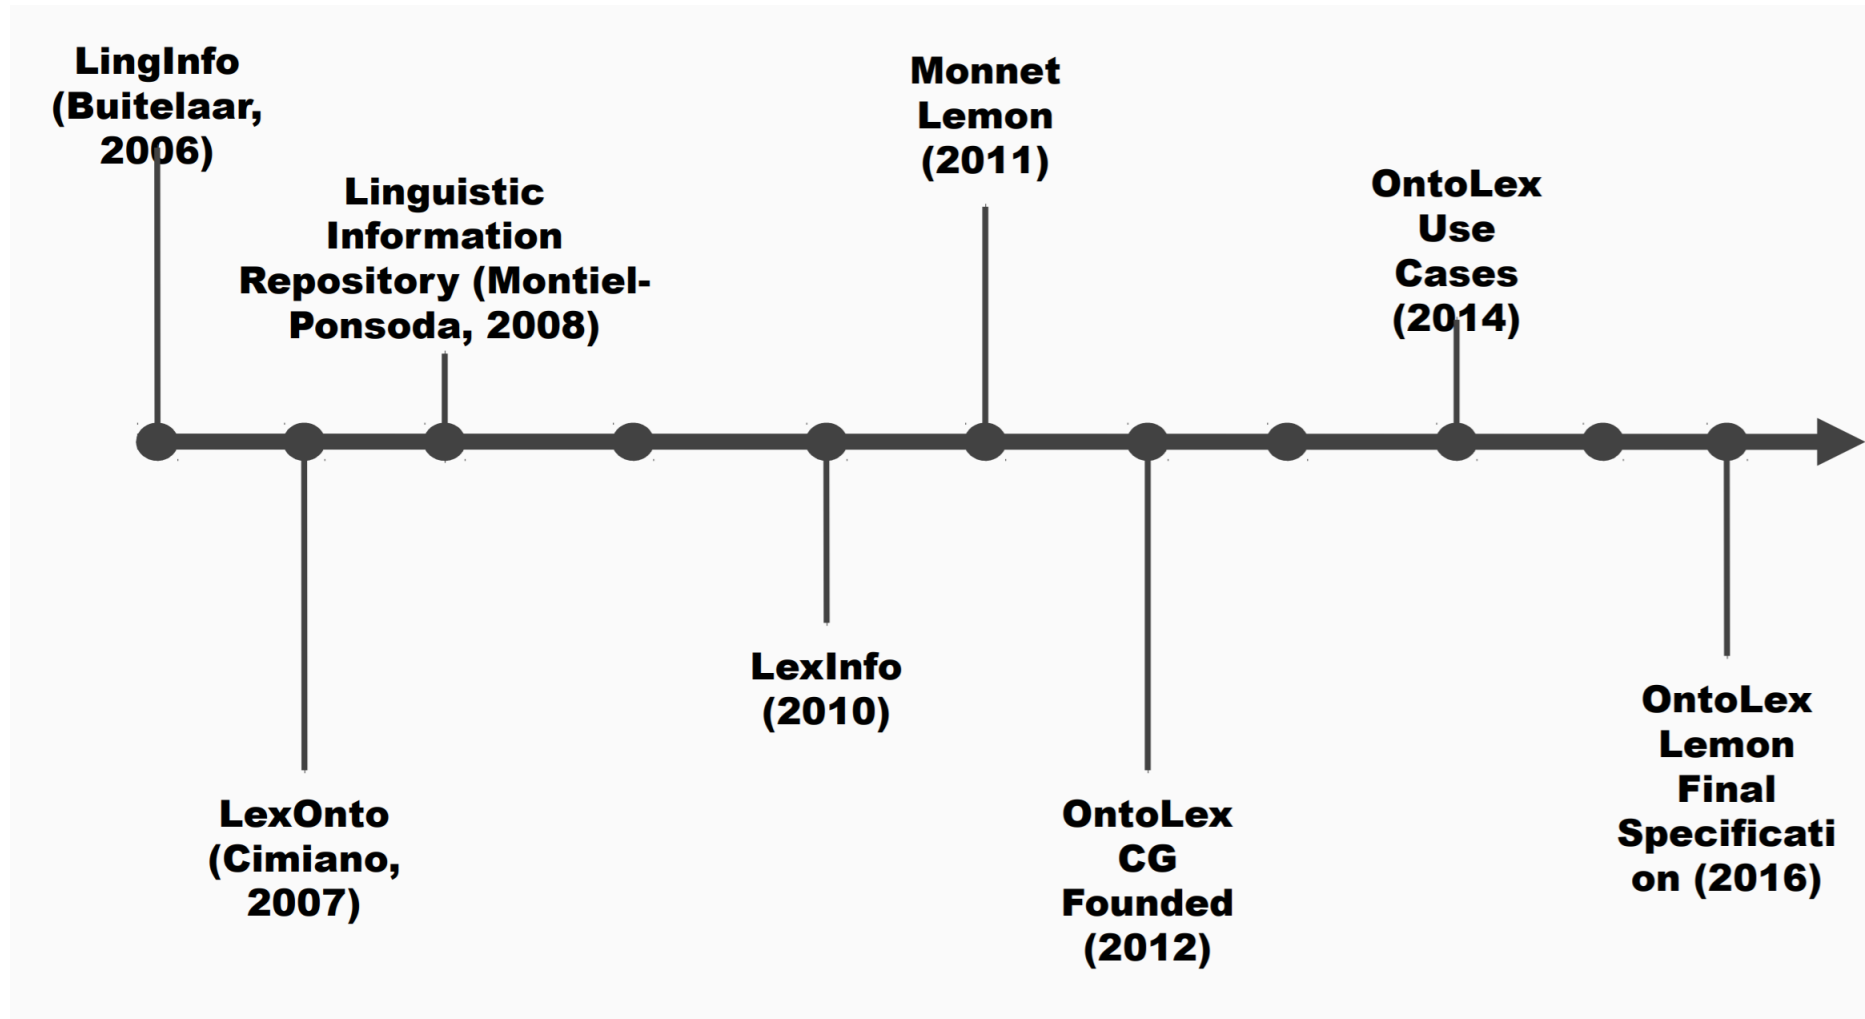 LingInfo
(Buitelaar,
2006)
LexOnto
(Cimiano,
2007)
Linguistic
Information
Repository (Montiel-
Ponsoda, 2008)
LexInfo
(2010)
Monnet
Lemon
(2011)
OntoLex
CG
Founded
(2012)
OntoLex
Use
Cases
(2014)
OntoLex
Lemon
Final
Specificati
on (2016)